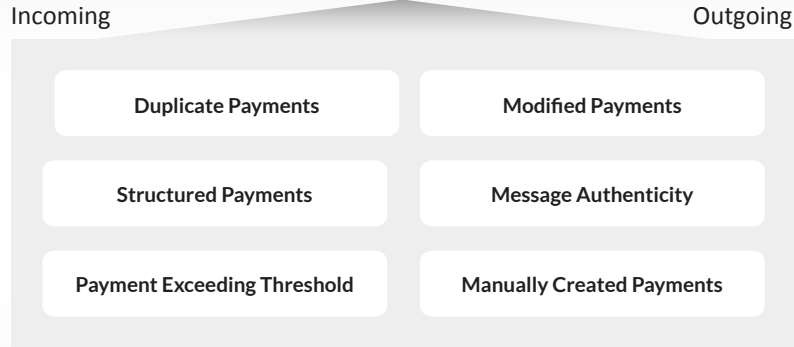 Incoming
Outgoing
Duplicate Payments
Modified Payments
Structured Payments
Message Authenticity
Payment Exceeding Threshold
Manually Created Payments